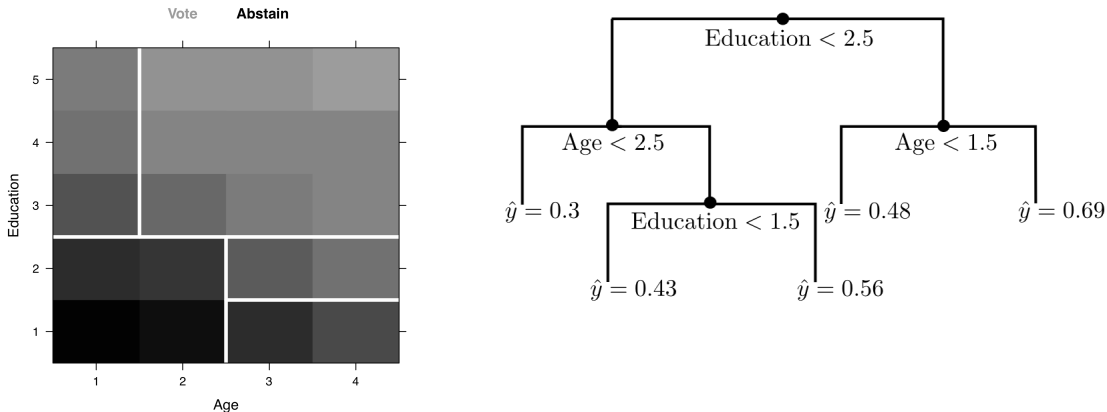 Vote Abstain
5
4
3
2
1
Education
1 2 3 4
Age
Education < 2.5
Age < 2.5 Age < 1.5
ŷ = 0.3 Education < 1.5 ŷ = 0.48 ŷ = 0.69
ŷ = 0.43 ŷ = 0.56